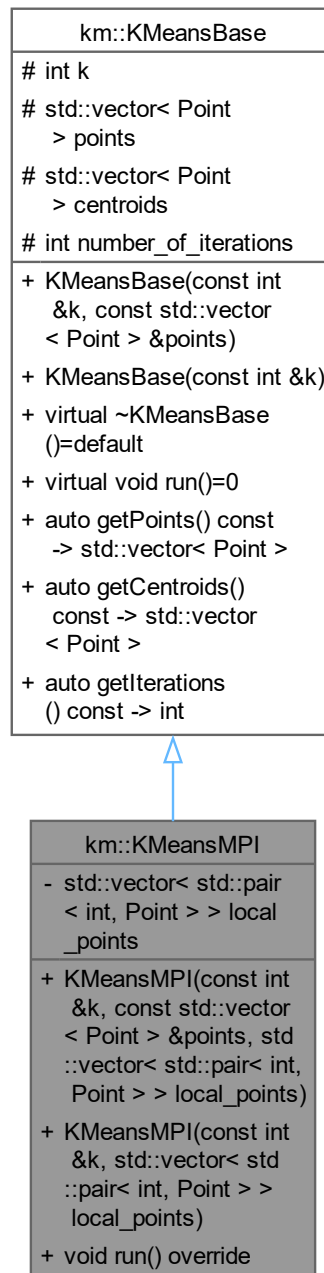 km::KMeansBase
# int k
# std::vector< Point
> points
# std::vector< Point
> centroids
# int number_of_iterations
+ KMeansBase(const int
&k, const std::vector
< Point > &points)
+ KMeansBase(const int &k)
+ virtual ~KMeansBase
()=default
+ virtual void run()=0
+ auto getPoints() const
-> std::vector< Point >
+ auto getCentroids()
const -> std::vector
< Point >
+ auto getIterations
() const -> int
km::KMeansMPI
- std::vector< std::pair
< int, Point > > local
_points
+ KMeansMPI(const int
&k, const std::vector
< Point > &points, std
::vector< std::pair< int,
Point > > local_points)
+ KMeansMPI(const int
&k, std::vector< std
::pair< int, Point > >
local_points)
+ void run() override